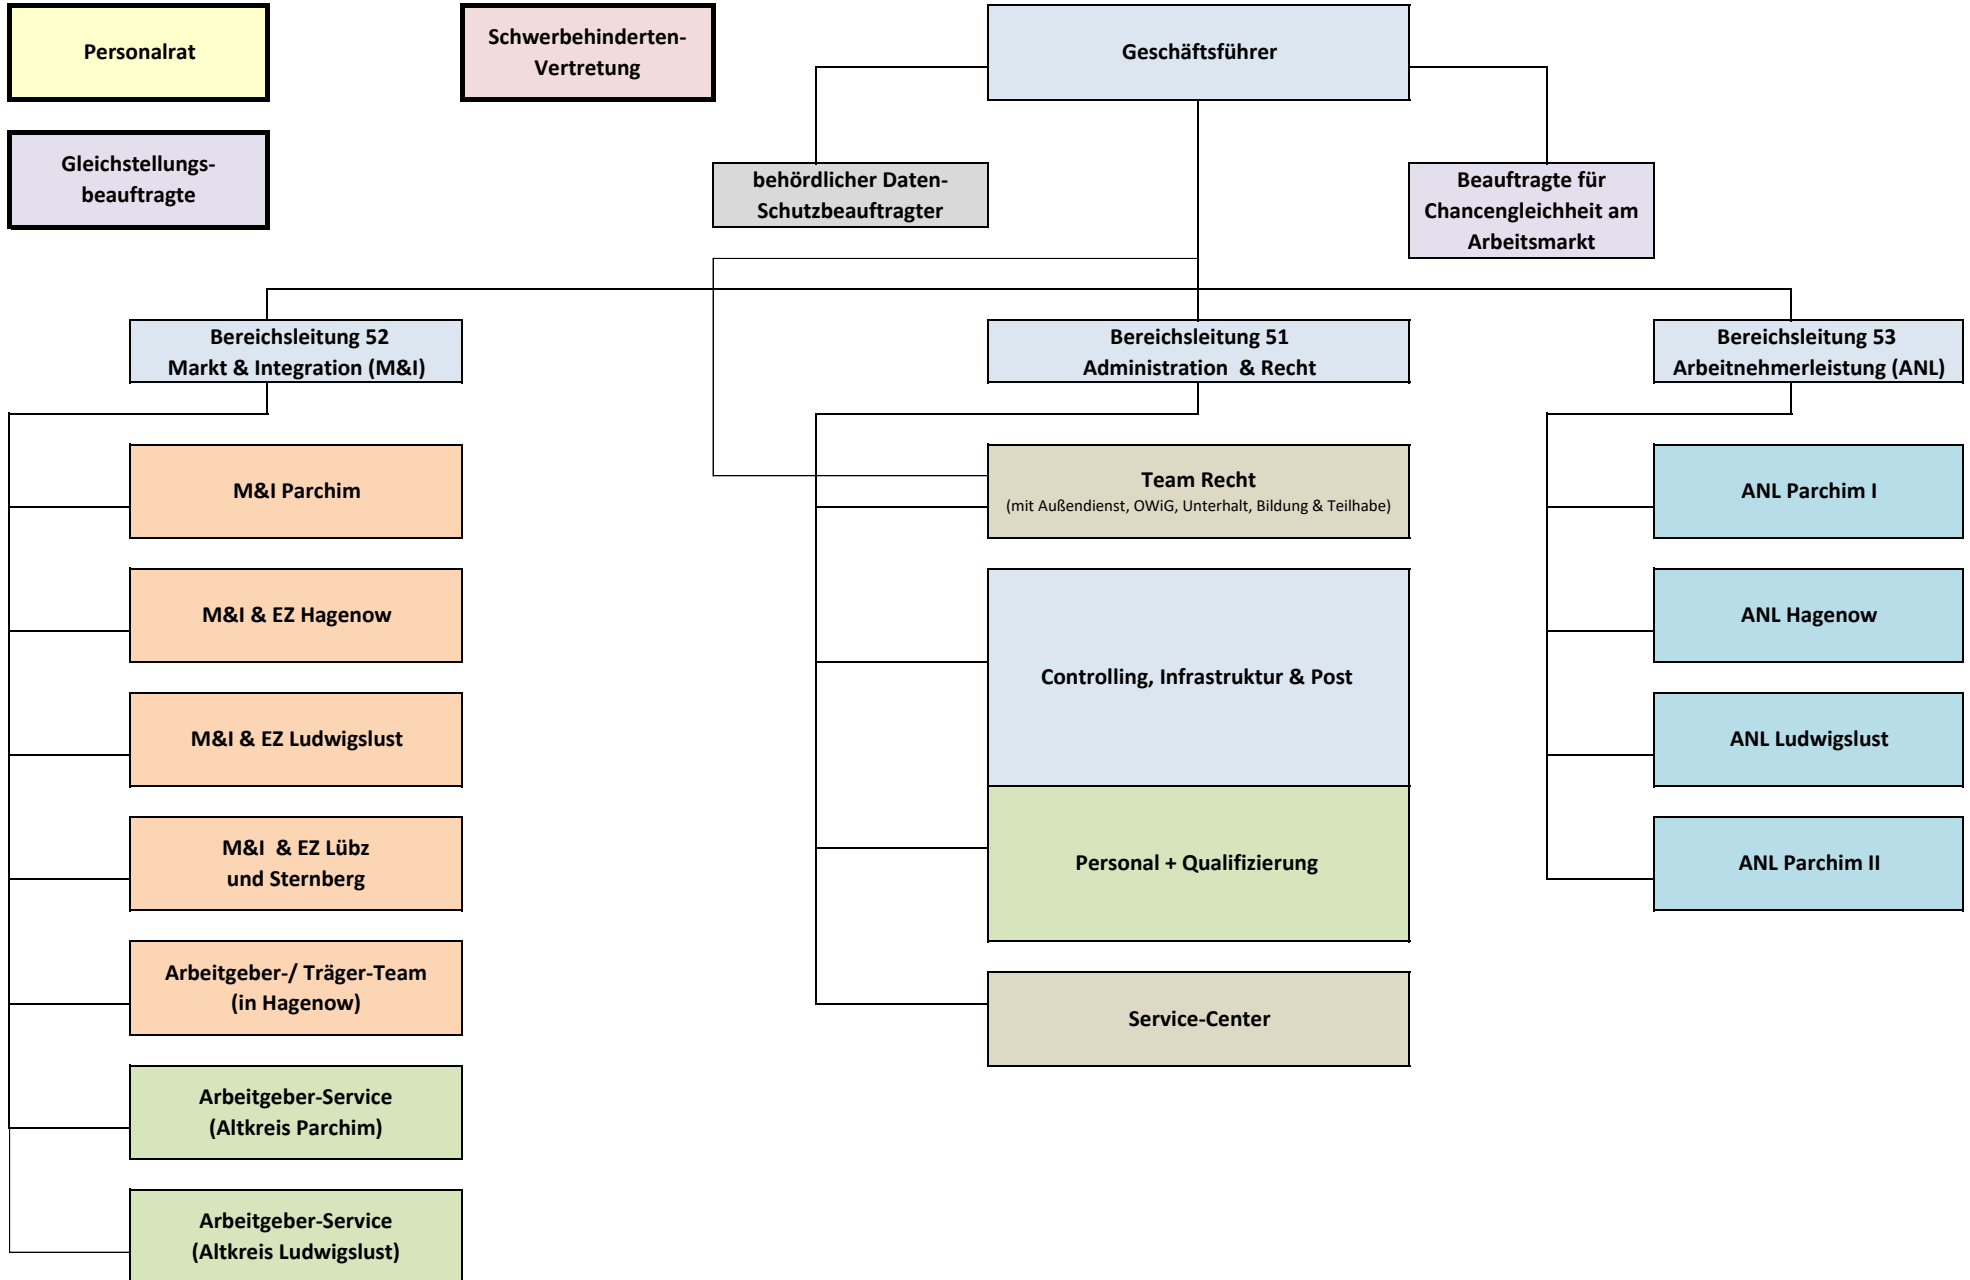 Personalrat
Schwerbehinderten-
Vertretung
Geschäftsführer
Gleichstellungs-
beauftragte
behördlicher Daten-
Schutzbeauftragter
Beauftragte für
Chancengleichheit am
Arbeitsmarkt
Bereichsleitung 52
Markt & Integration (M&I)
Bereichsleitung 51
Administration & Recht
Bereichsleitung 53
Arbeitnehmerleistung (ANL)
M&I Parchim
Team Recht
(mit Außendienst, OWiG, Unterhalt, Bildung & Teilhabe)
ANL Parchim I
M&I & EZ Hagenow
Controlling, Infrastruktur & Post
ANL Hagenow
M&I & EZ Ludwigslust
ANL Ludwigslust
M&I & EZ Lübz
und Sternberg
Personal + Qualifizierung
ANL Parchim II
Arbeitgeber-/ Träger-Team
(in Hagenow)
Service-Center
Arbeitgeber-Service
(Altkreis Parchim)
Arbeitgeber-Service
(Altkreis Ludwigslust)